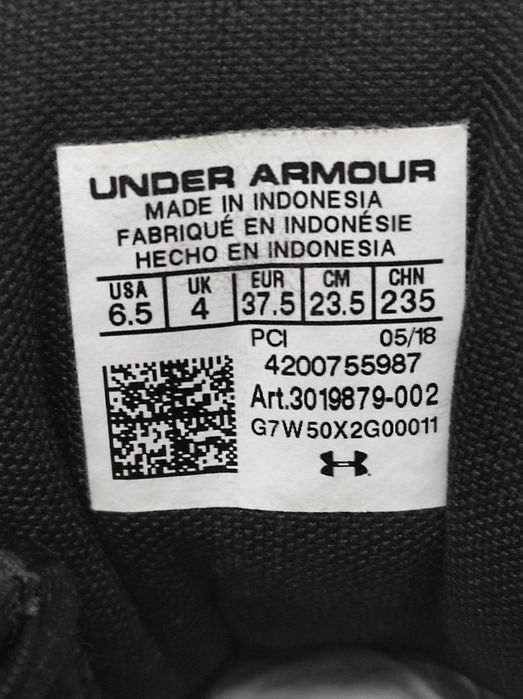 UNDER ARMOUR
MADE IN INDONESIA
FABRIQUÉ EN INDONÉSIE
HECHO EN INDONESIA
USA UK EUR CM CHN
6.5 4 37.5 23.5 235
PCI 05/18
4200755987
Art.3019879-002
G7W50X2G00011